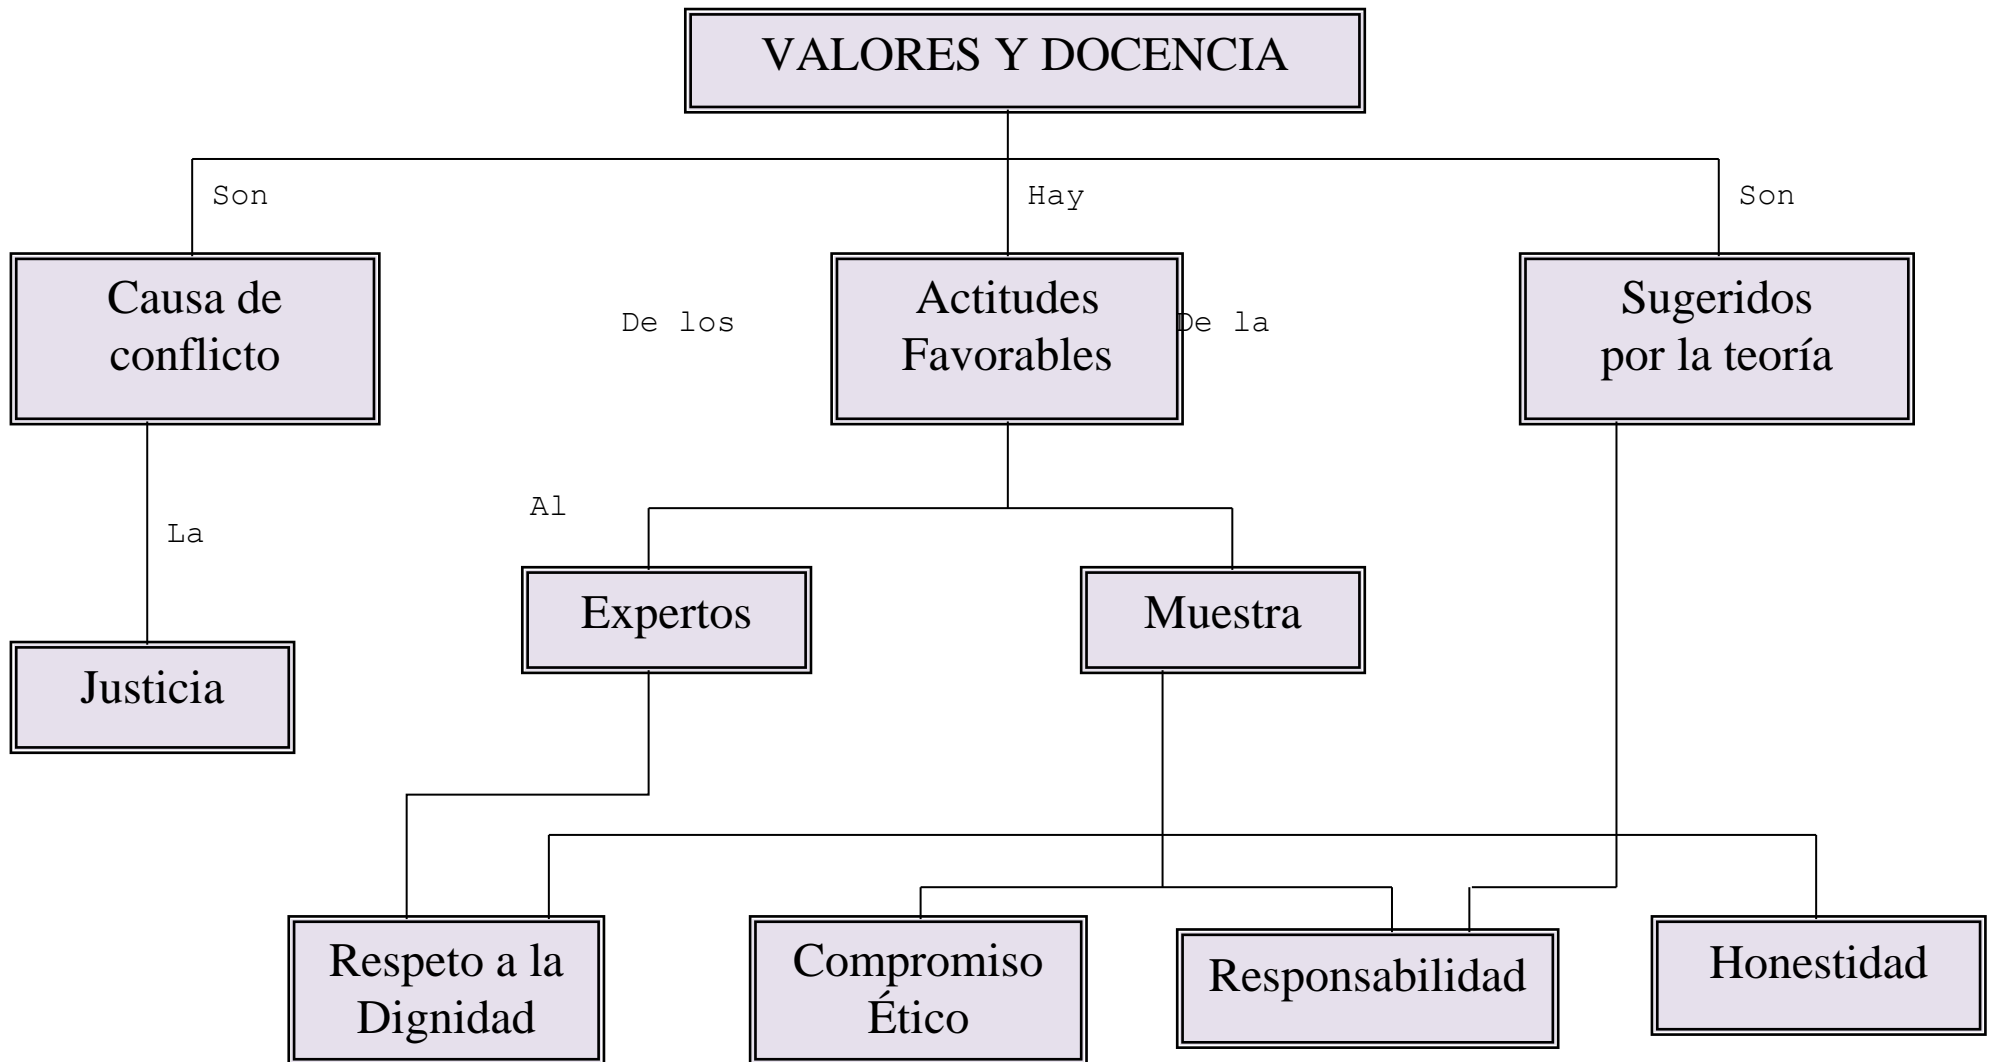 VALORES Y DOCENCIA
Son
Hay
Son
Causa de
conflicto
De los
Actitudes
Favorables
De la
Sugeridos
por la teoría
La
Al
Expertos
Muestra
Justicia
Respeto a la
Dignidad
Compromiso
Ético
Responsabilidad
Honestidad